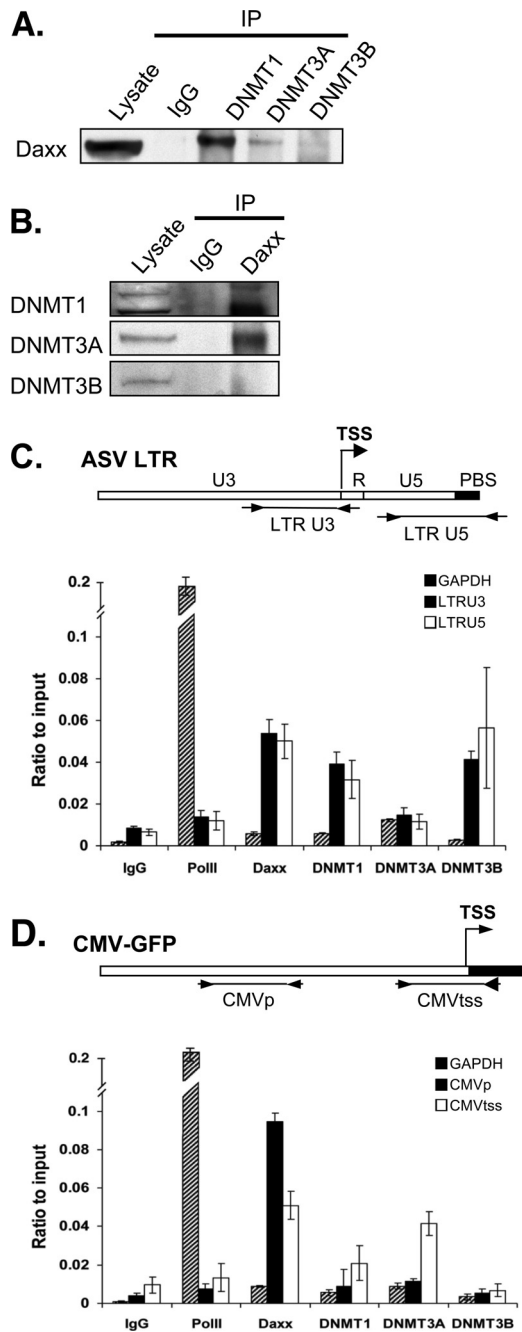 A.
IP
Lysate IgG DNMT1 DNMT3A DNMT3B
Daxx
B.
IP
Lysate IgG Daxx
DNMT1
DNMT3A
DNMT3B
C. ASV LTR
TSS
U3 R U5 PBS
LTR U3 LTR U5
Ratio to input
0.2
0.1
0.08
0.06
0.04
0.02
0
GAPDH
LTRU3
LTRU5
IgG PolII Daxx DNMT1 DNMT3A DNMT3B
D. CMV-GFP
TSS
CMVp CMVtss
Ratio to input
0.2
0.1
0.08
0.06
0.04
0.02
0
GAPDH
CMVp
CMVtss
IgG PolII Daxx DNMT1 DNMT3A DNMT3B